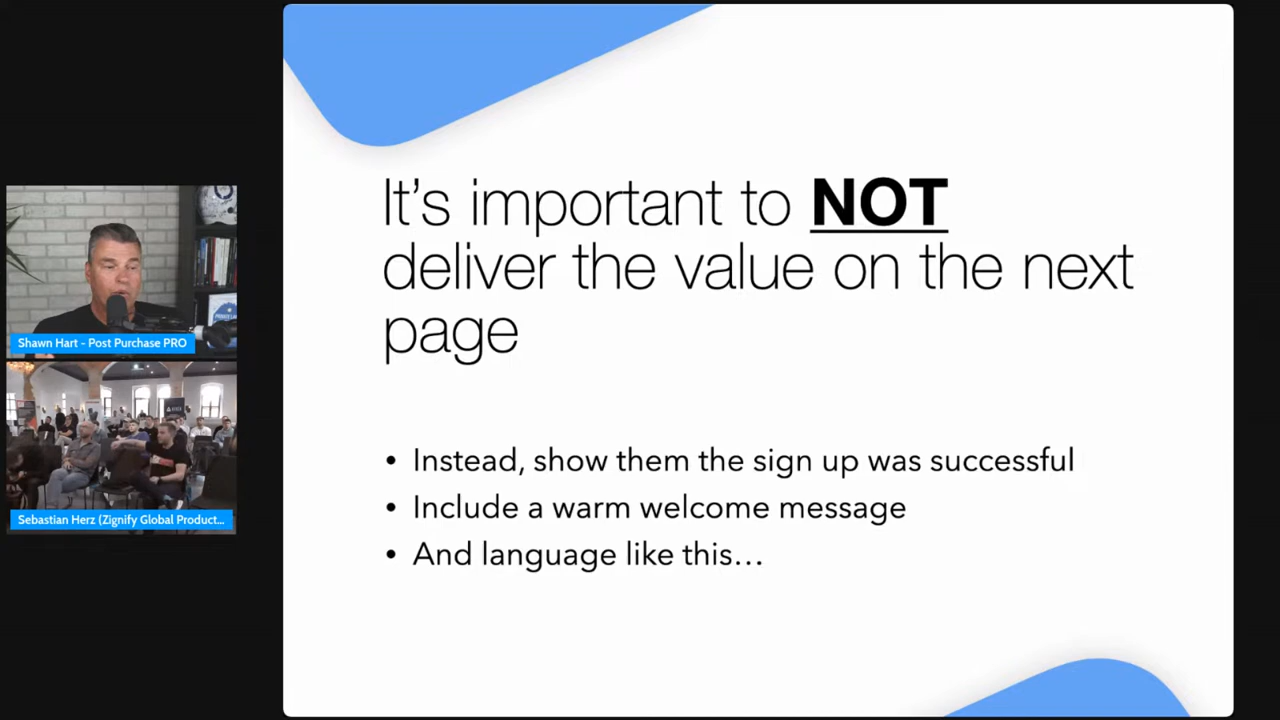 It's important to NOT
deliver the value on the next
page
• Instead, show them the sign up was successful
• Include a warm welcome message
• And language like this…
Shawn Hart - Post Purchase PRO
Sebastian Herz (Zignify Global Product...